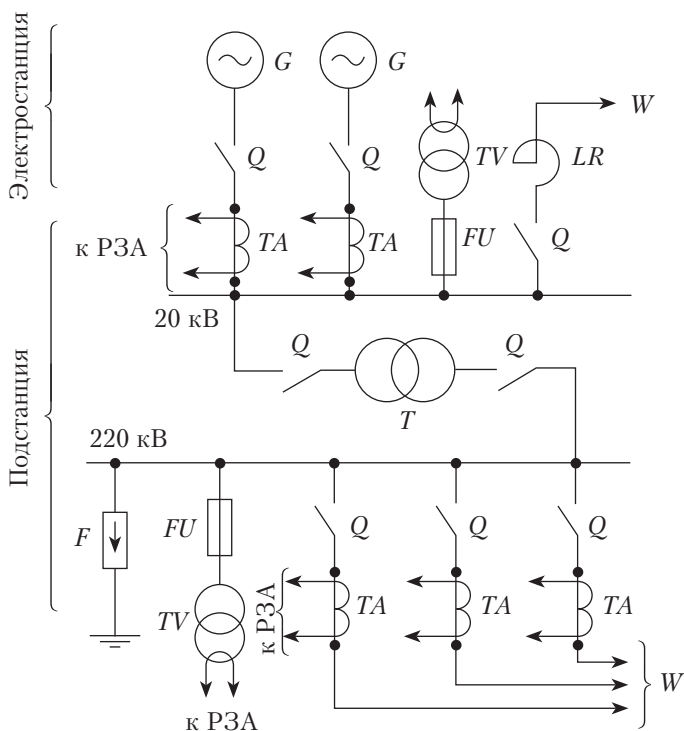 Электростанция
G
G
W
TV
LR
Q
Q
к РЗА
TA
TA
FU
Q
20 кВ
Q
Q
T
Подстанция
220 кВ
F
FU
Q
Q
Q
TV
к РЗА
TA
TA
TA
W
к РЗА